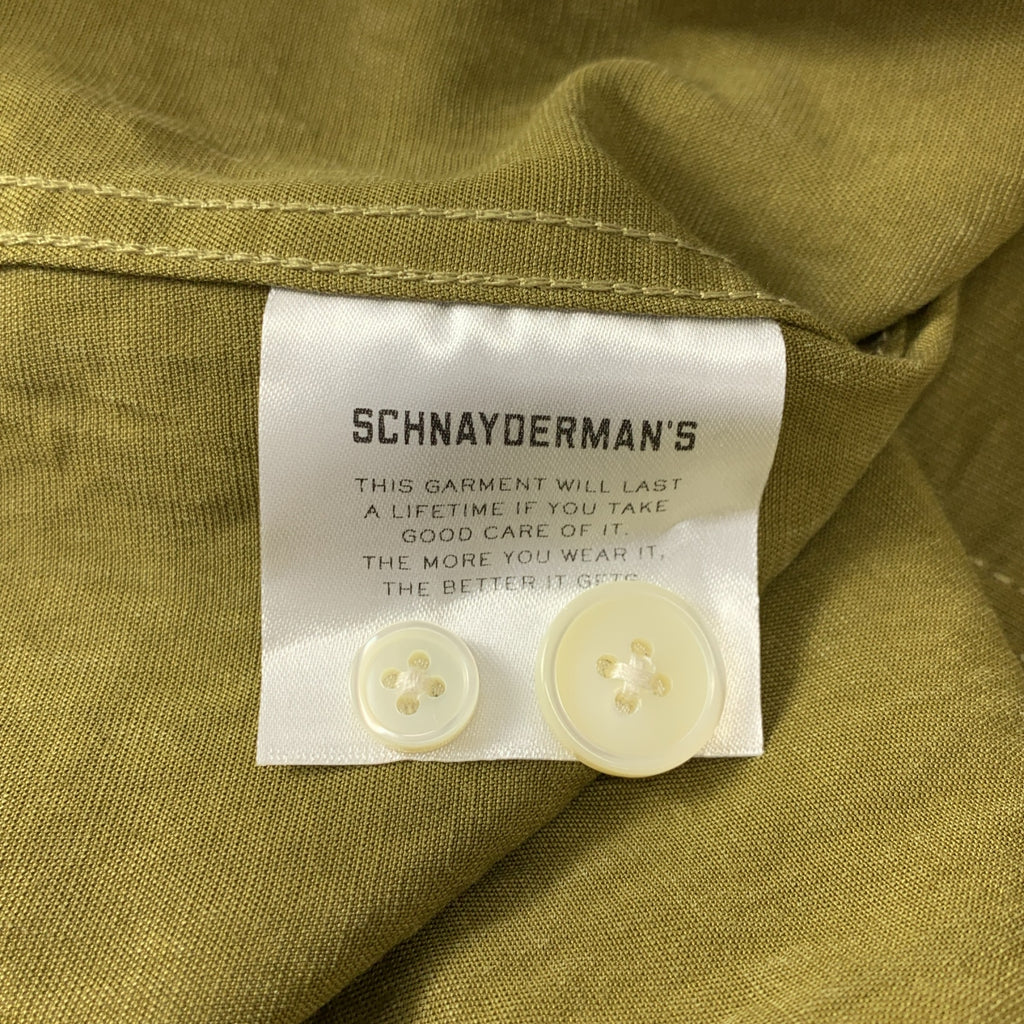 SCHNAYDERMAN'S
THIS GARMENT WILL LAST
A LIFETIME IF YOU TAKE
GOOD CARE OF IT.
THE MORE YOU WEAR IT,
THE BETTER IT GETS